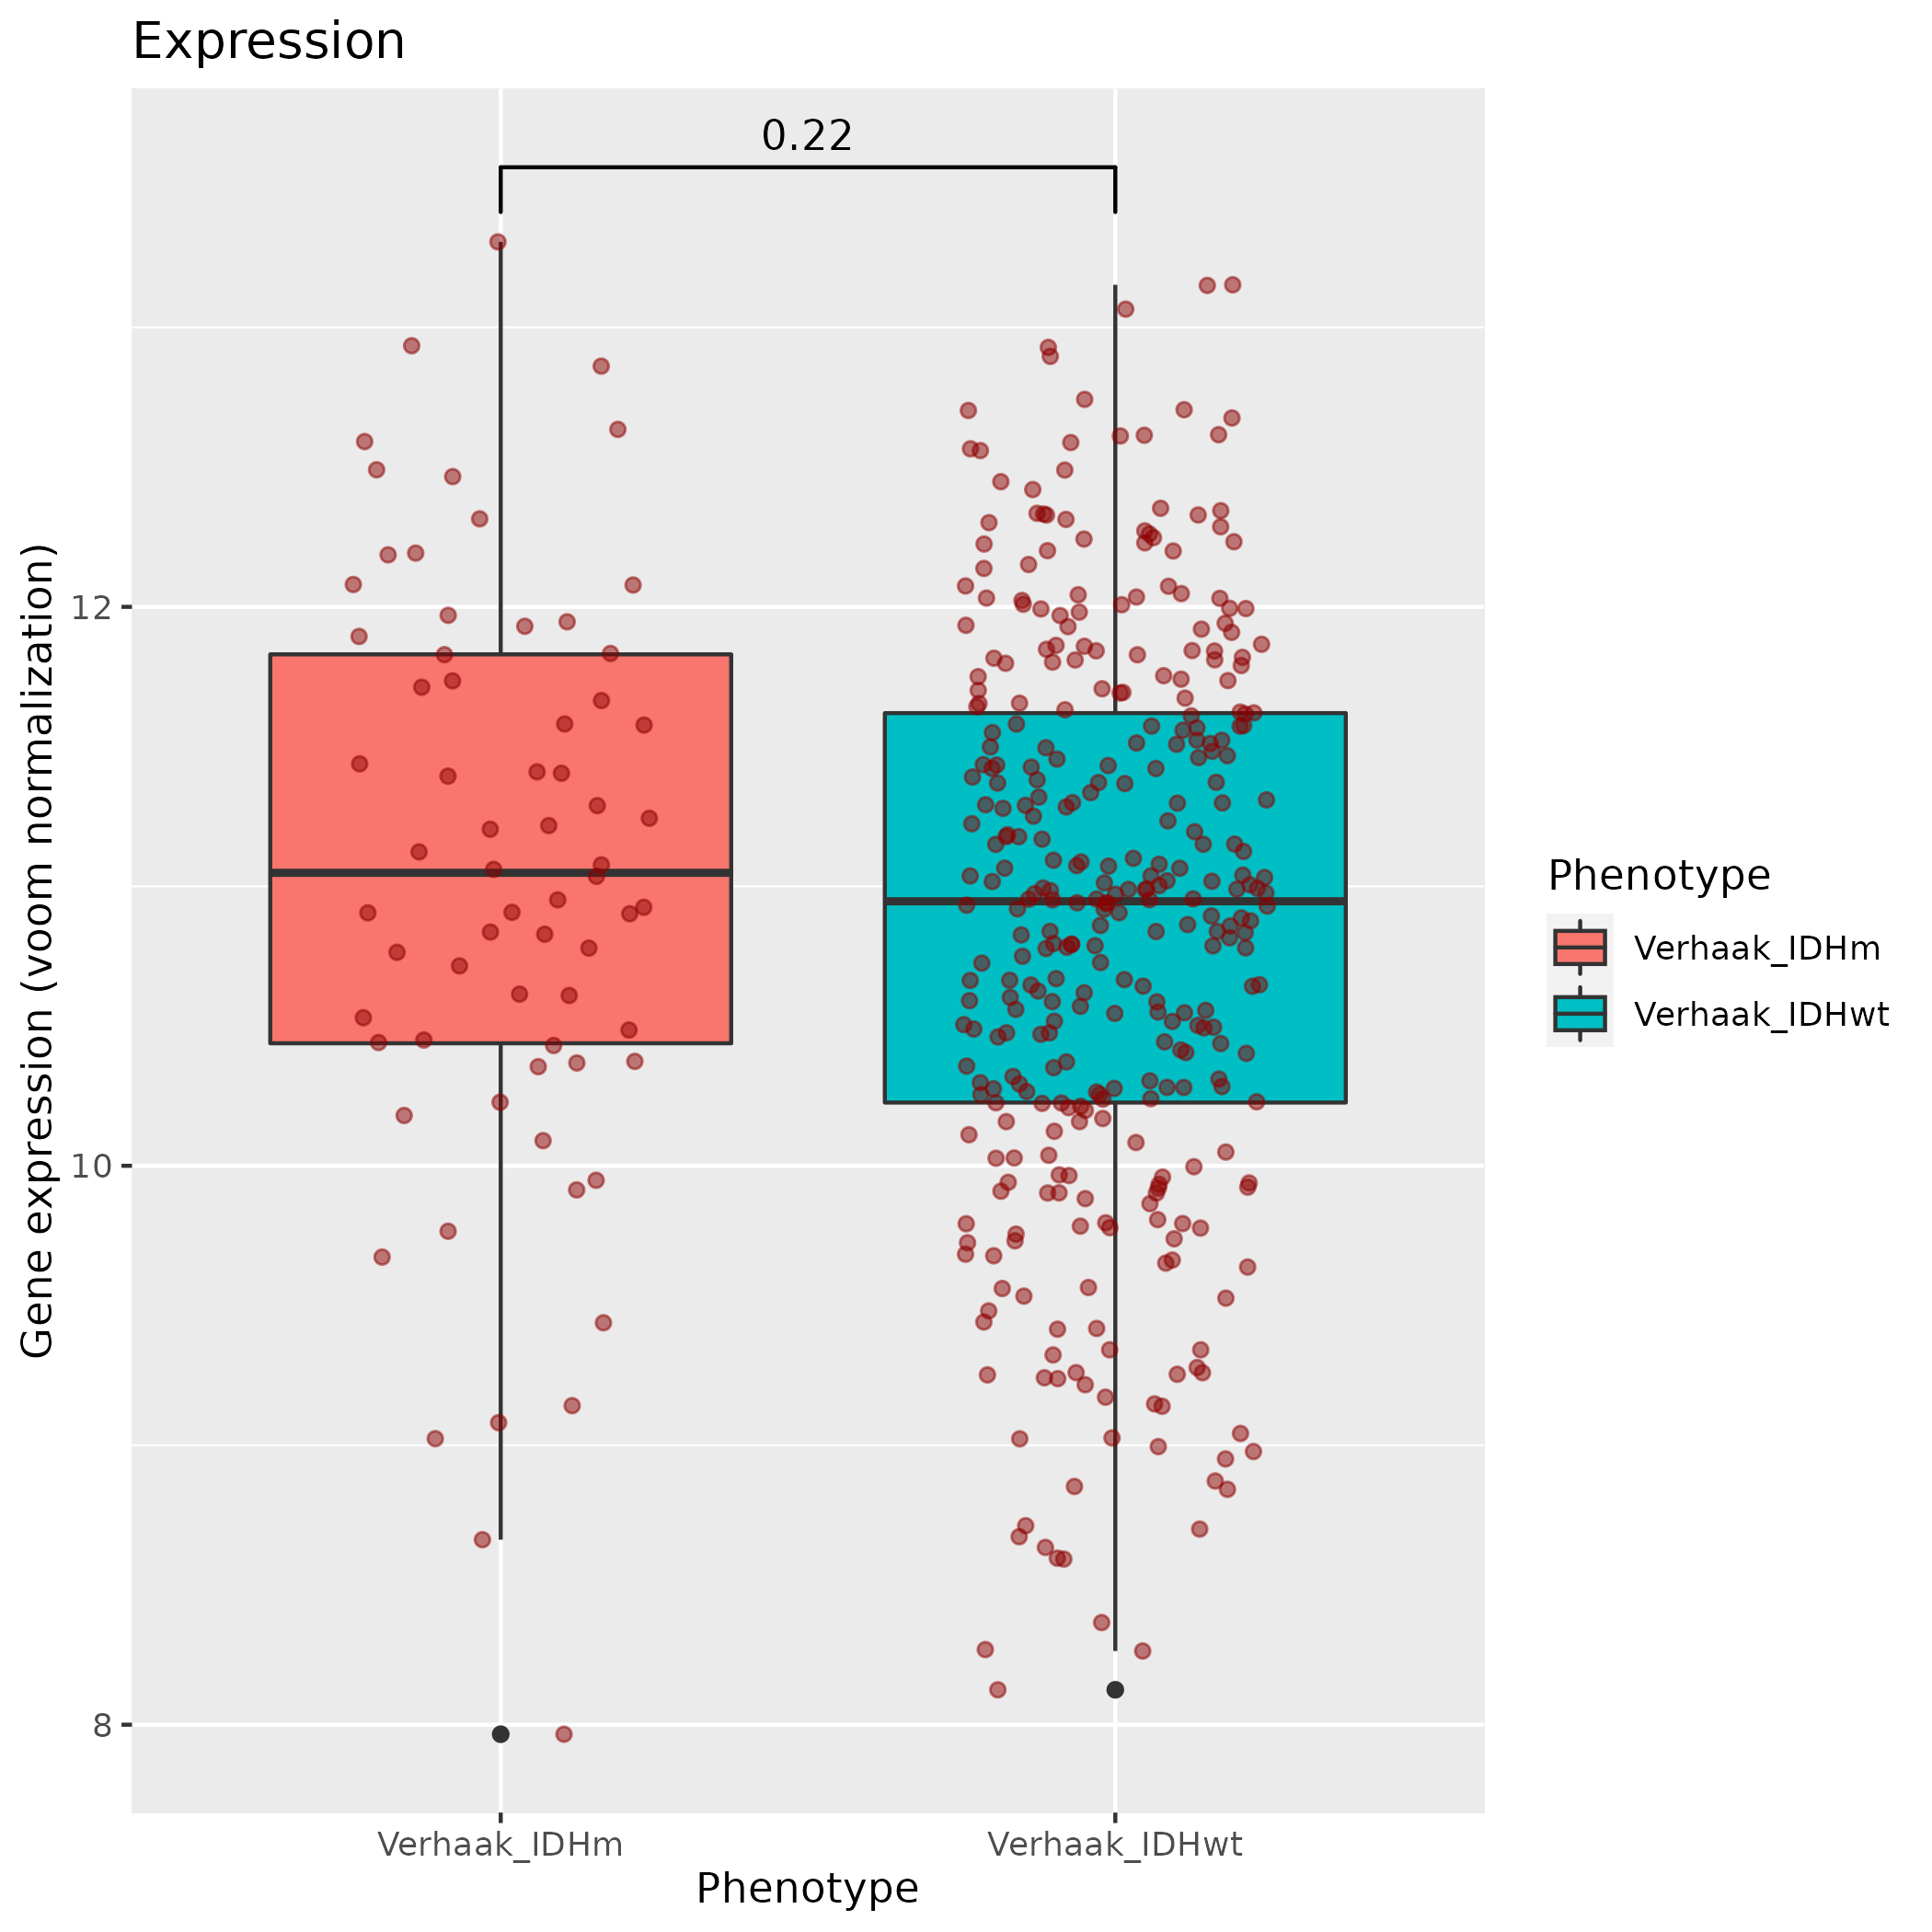 Expression
0.22
Gene expression (voom normalization)
12
10
8
Verhaak_IDHm
Verhaak_IDHwt
Phenotype
Phenotype
Verhaak_IDHm
Verhaak_IDHwt